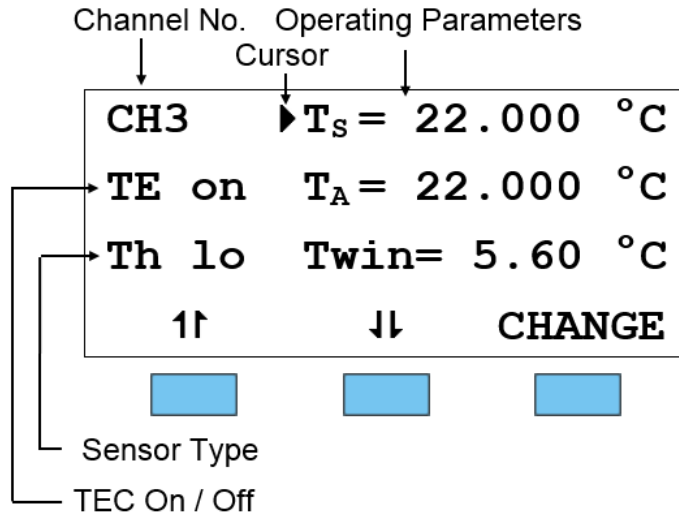 Channel No. Operating Parameters
Cursor
CH3 TS= 22.000 °C
TE on TA= 22.000 °C
Th lo Twin= 5.60 °C
CHANGE
Sensor Type
TEC On / Off